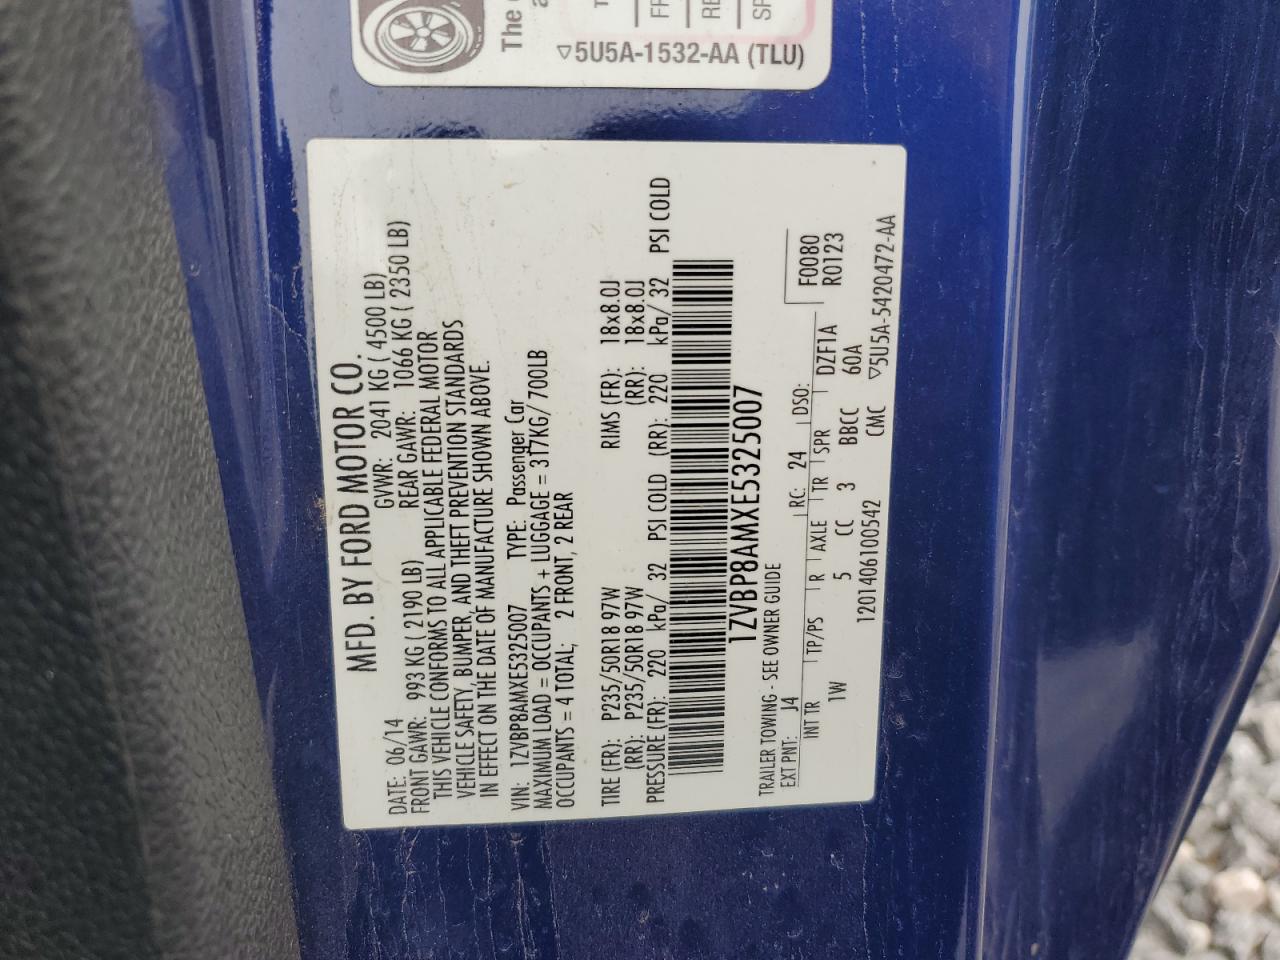 The
5U5A-1532-AA (TLU)
MFD. BY FORD MOTOR CO.
DATE: 06/14 GVWR: 2041 KG ( 4500 LB)
FRONT GAWR: 993 KG ( 2190 LB) REAR GAWR: 1066 KG ( 2350 LB)
THIS VEHICLE CONFORMS TO ALL APPLICABLE FEDERAL MOTOR
VEHICLE SAFETY, BUMPER, AND THEFT PREVENTION STANDARDS
IN EFFECT ON THE DATE OF MANUFACTURE SHOWN ABOVE.
VIN: 1ZVBP8AMXE5325007 TYPE: Passenger Car
MAXIMUM LOAD = OCCUPANTS + LUGGAGE = 317KG/700LB
OCCUPANTS = 4 TOTAL; 2 FRONT, 2 REAR
TIRE (FR): P235/50R18 97W RIMS (FR): 18x8.0J
(RR): P235/50R18 97W (RR): 18x8.0J
PRESSURE (FR): 220 kPa/ 32 PSI COLD (RR): 220 kPa/ 32 PSI COLD
1ZVBP8AMXE5325007
TRAILER TOWING - SEE OWNER GUIDE
EXT PNT: J4 RC: 24 DSO: F0080
R0123
INT TR TP/PS R AXLE TR SPR DZF1A
1W 5 CC 3 BBCC 60A
1201406100542 CMC
5U5A-5420472-AA